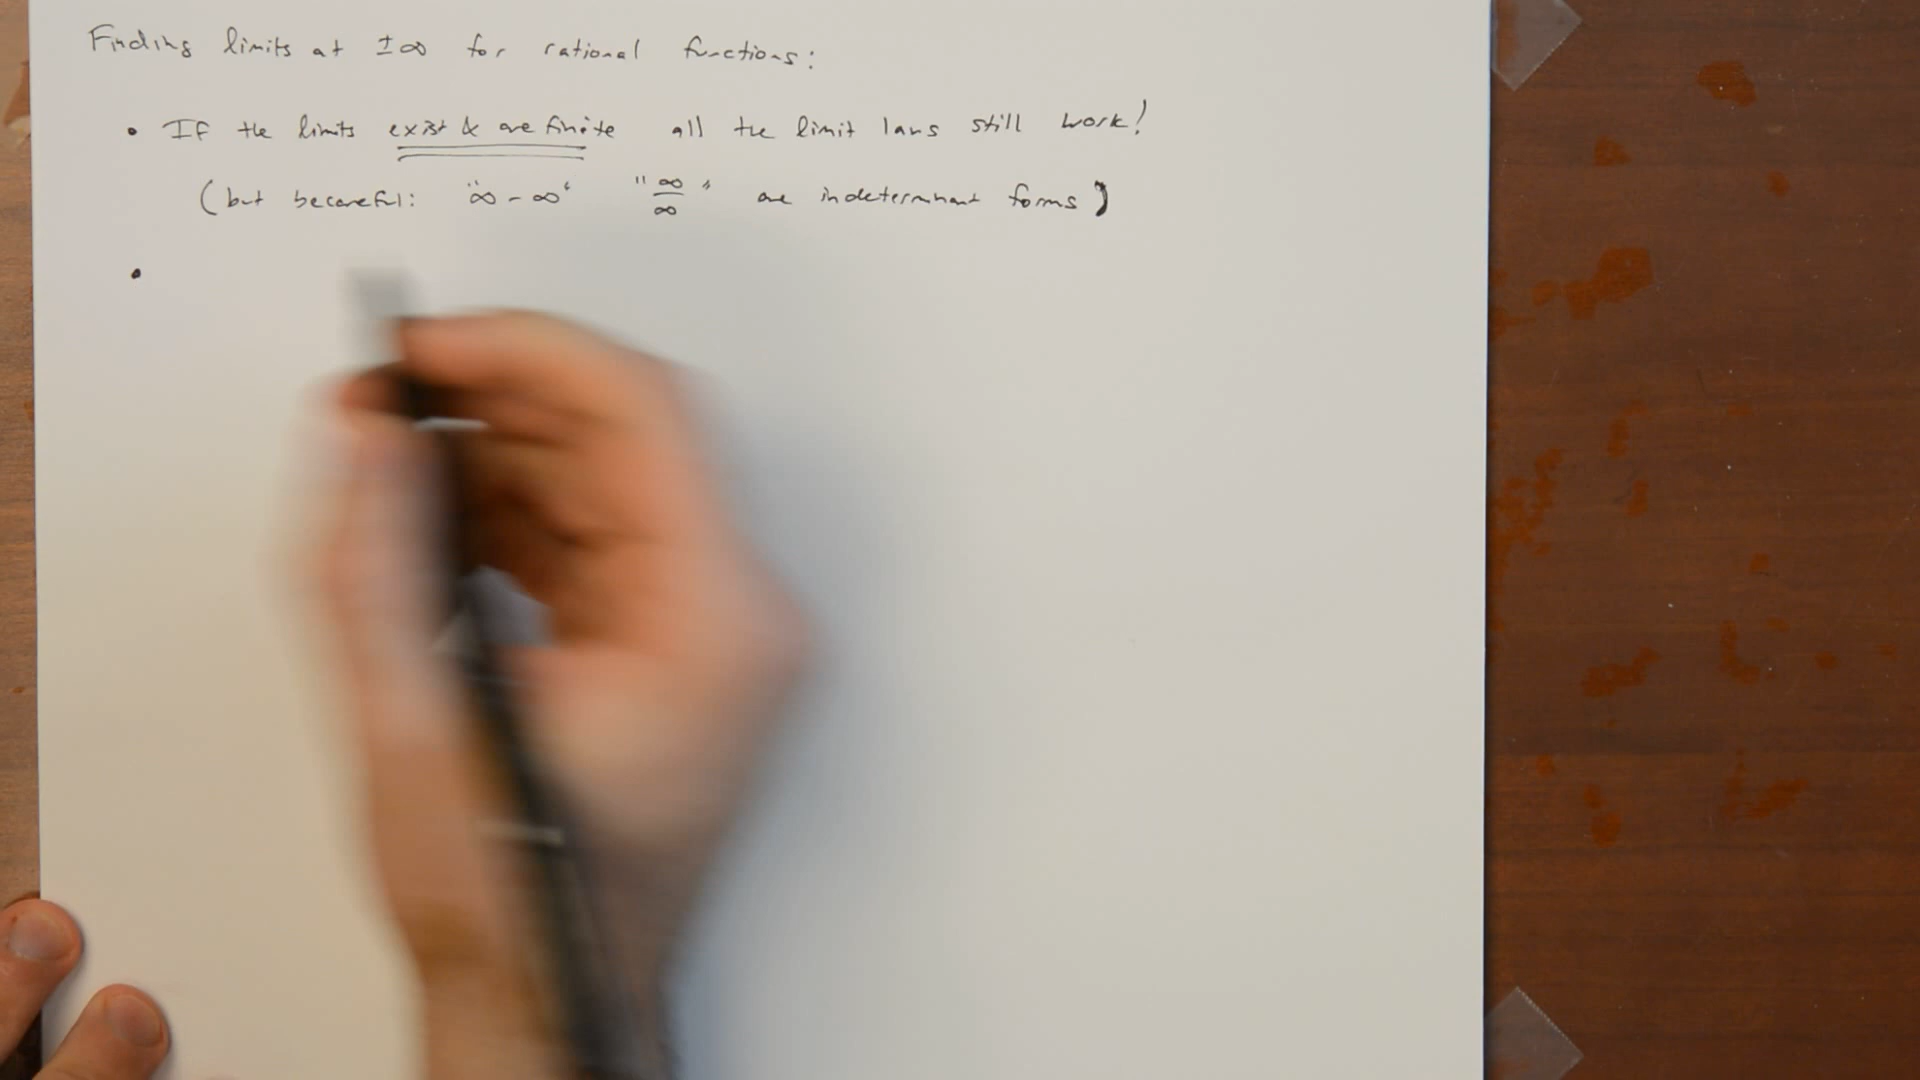 Finding limits at ±∞ for rational functions:
• If the limits exist & are finite all the limit laws still work!
(but becareful: "∞ - ∞" "∞/∞" are indeterminant forms)
•